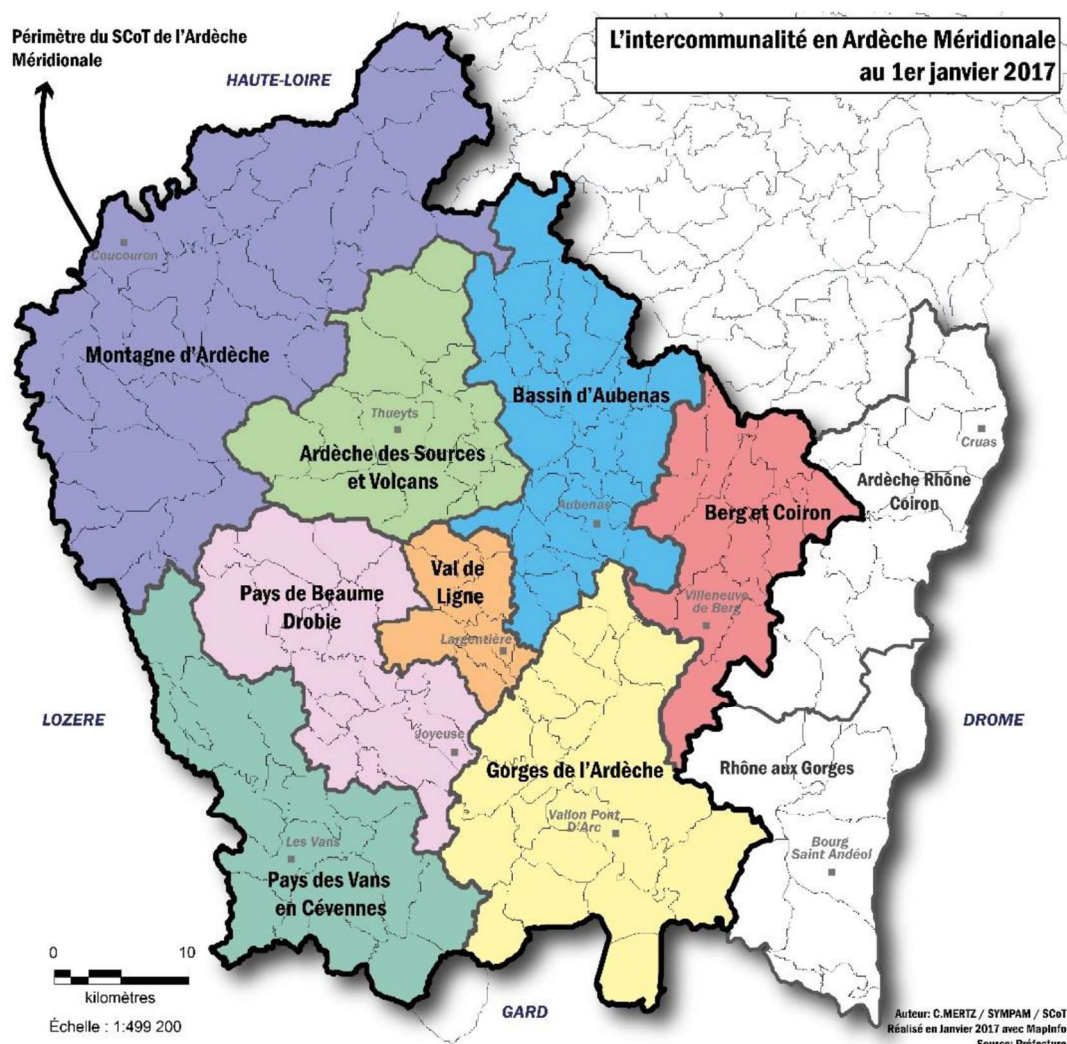 Périmètre du SCoT de l'Ardèche
Méridionale
L'intercommunalité en Ardèche Méridionale
au 1er janvier 2017
HAUTE-LOIRE
Coucouron
Montagne d'Ardèche
Thueyts
Ardèche des Sources
et Volcans
Bassin d'Aubenas
Aubenas
Cruas
Ardèche Rhône
Coiron
Berg et Coiron
Villeneuve
de Berg
Val de
Ligne
Largentière
Pays de Beaume
Drobie
Joyeuse
LOZERE
DROME
Gorges de l'Ardèche
Vallon Pont
D'Arc
Rhône aux Gorges
Bourg
Saint Andéol
Les Vans
Pays des Vans
en Cévennes
0 10
kilomètres
Échelle : 1:499 200
GARD
Auteur: C.MERTZ / SYMPAM / SCoT
Réalisé en Janvier 2017 avec MapInfo
Source: Préfecture